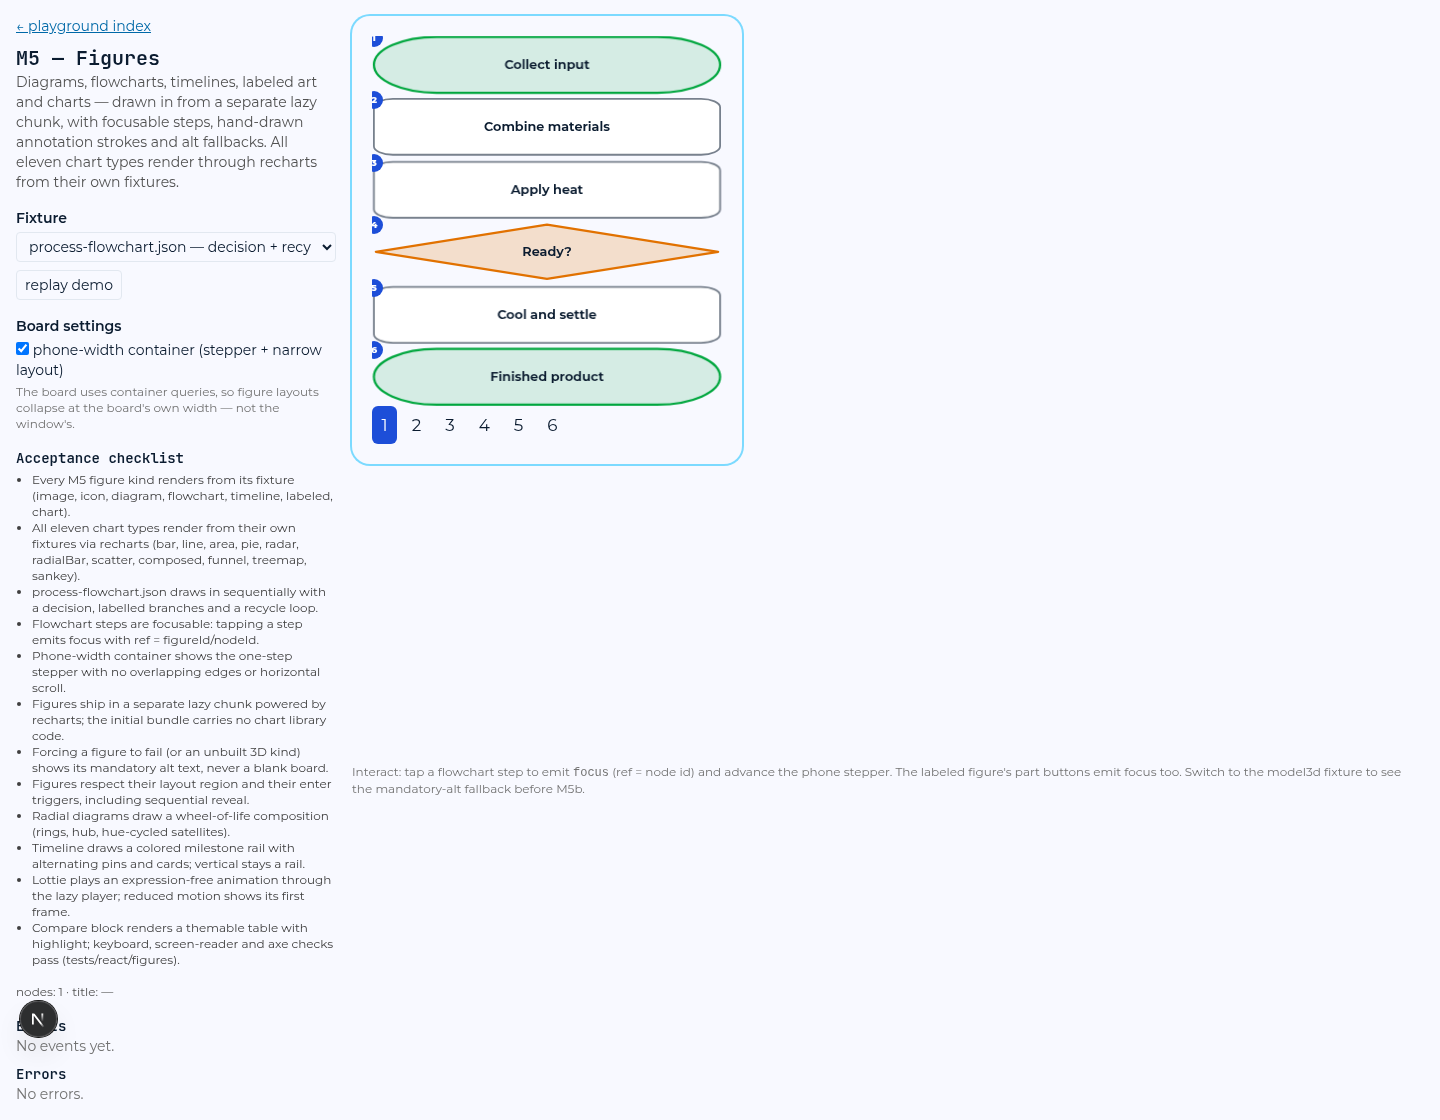 ← playground index
M5 — Figures
Diagrams, flowcharts, timelines, labeled art
and charts — drawn in from a separate lazy
chunk, with focusable steps, hand-drawn
annotation strokes and alt fallbacks. All
eleven chart types render through recharts
from their own fixtures.
Fixture
process-flowchart.json — decision + recy
replay demo
Board settings
phone-width container (stepper + narrow
layout)
The board uses container queries, so figure layouts
collapse at the board's own width — not the
window's.
Acceptance checklist
• Every M5 figure kind renders from its fixture
(image, icon, diagram, flowchart, timeline, labeled,
chart).
• All eleven chart types render from their own
fixtures via recharts (bar, line, area, pie, radar,
radialBar, scatter, composed, funnel, treemap,
sankey).
• process-flowchart.json draws in sequentially with
a decision, labelled branches and a recycle loop.
• Flowchart steps are focusable: tapping a step
emits focus with ref = figureId/nodeId.
• Phone-width container shows the one-step
stepper with no overlapping edges or horizontal
scroll.
• Figures ship in a separate lazy chunk powered by
recharts; the initial bundle carries no chart library
code.
• Forcing a figure to fail (or an unbuilt 3D kind)
shows its mandatory alt text, never a blank board.
• Figures respect their layout region and their enter
triggers, including sequential reveal.
• Radial diagrams draw a wheel-of-life composition
(rings, hub, hue-cycled satellites).
• Timeline draws a colored milestone rail with
alternating pins and cards; vertical stays a rail.
• Lottie plays an expression-free animation through
the lazy player; reduced motion shows its first
frame.
• Compare block renders a themable table with
highlight; keyboard, screen-reader and axe checks
pass (tests/react/figures).
nodes: 1 · title: —
N
No events yet.
Errors
No errors.
1
Collect input
2
Combine materials
3
Apply heat
4
Ready?
5
Cool and settle
6
Finished product
1 2 3 4 5 6
Interact: tap a flowchart step to emit focus (ref = node id) and advance the phone stepper. The labeled figure's part buttons emit focus too. Switch to the model3d fixture to see
the mandatory-alt fallback before M5b.